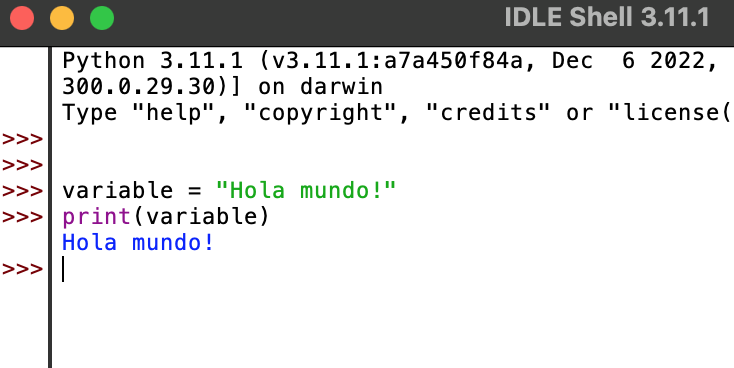 IDLE Shell 3.11.1
Python 3.11.1 (v3.11.1:a7a450f84a, Dec  6 2022,
300.0.29.30)] on darwin
Type "help", "copyright", "credits" or "license(
>>>
>>>
>>> variable = "Hola mundo!"
>>> print(variable)
Hola mundo!
>>>